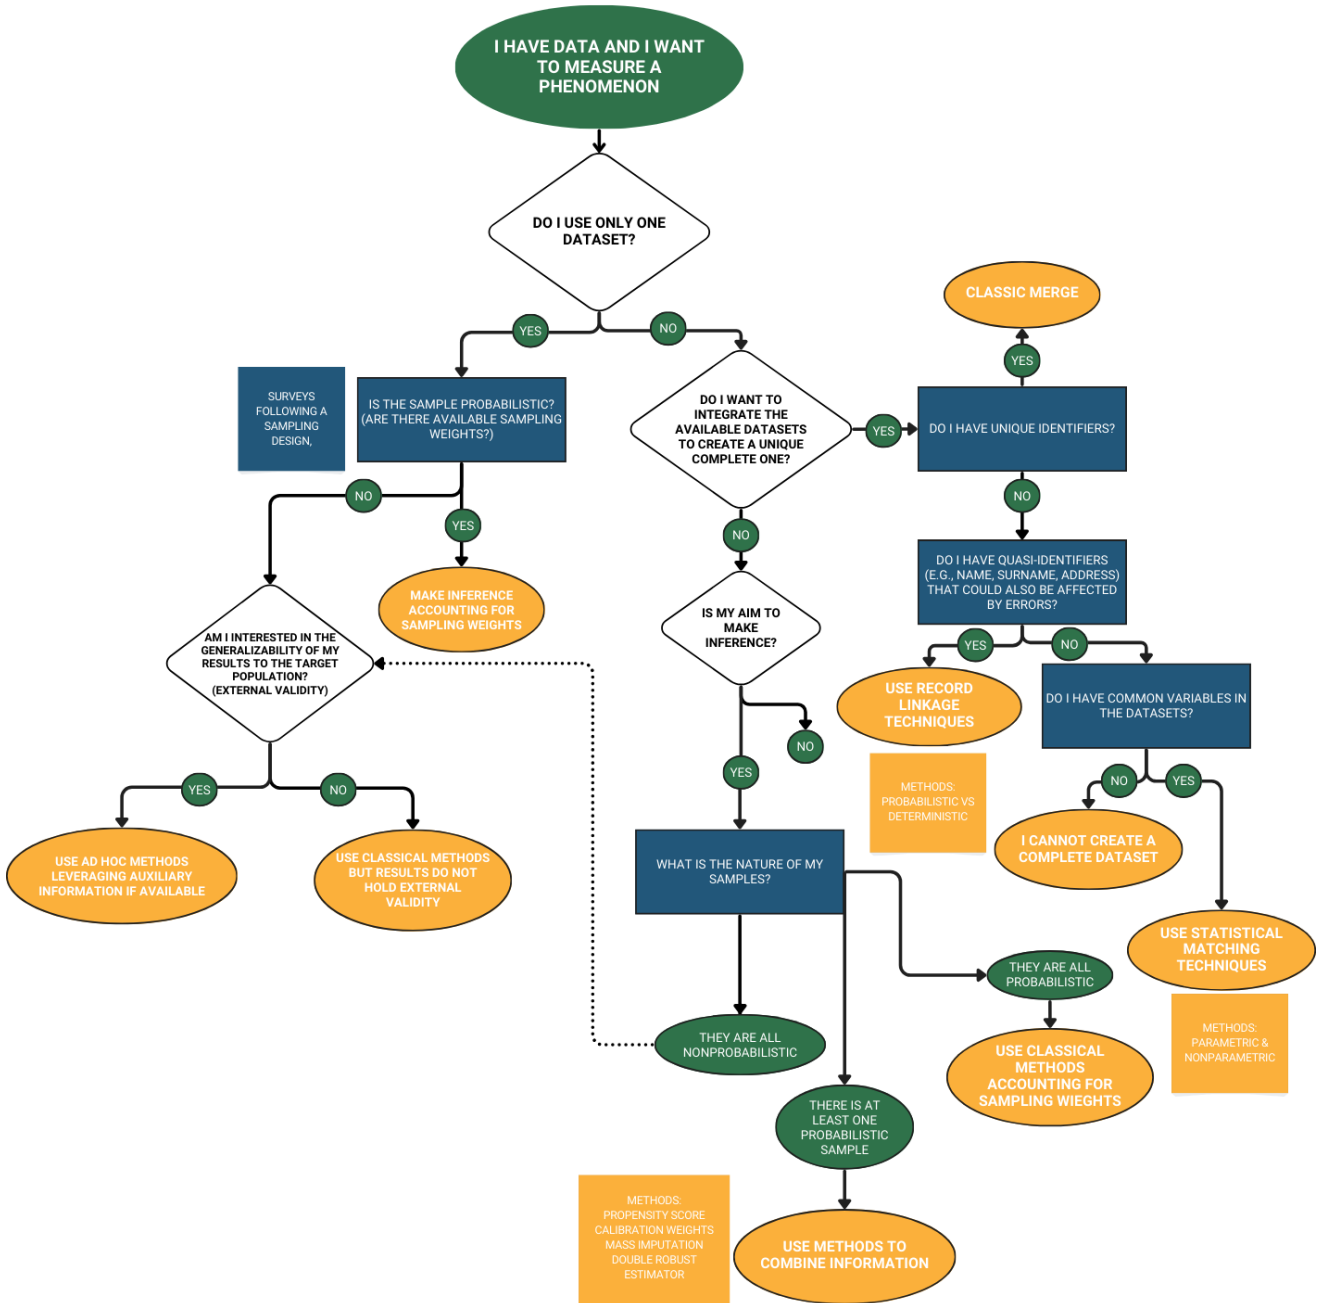 I HAVE DATA AND I WANT
TO MEASURE A
PHENOMENON
DO I USE ONLY ONE
DATASET?
YES
NO
CLASSIC MERGE
YES
SURVEYS
FOLLOWING A
SAMPLING
DESIGN,
IS THE SAMPLE PROBABILISTIC?
(ARE THERE AVAILABLE SAMPLING
WEIGHTS?)
DO I WANT TO
INTEGRATE THE
AVAILABLE DATASETS
TO CREATE A UNIQUE
COMPLETE ONE?
YES
DO I HAVE UNIQUE IDENTIFIERS?
NO
YES
NO
NO
MAKE INFERENCE
ACCOUNTING FOR
SAMPLING WEIGHTS
IS MY AIM TO
MAKE
INFERENCE?
DO I HAVE QUASI-IDENTIFIERS
(E.G., NAME, SURNAME, ADDRESS)
THAT COULD ALSO BE AFFECTED
BY ERRORS?
AM I INTERESTED IN THE
GENERALIZABILITY OF MY
RESULTS TO THE TARGET
POPULATION?
(EXTERNAL VALIDITY)
YES
NO
USE RECORD
LINKAGE
TECHNIQUES
DO I HAVE COMMON VARIABLES IN
THE DATASETS?
NO
YES
METHODS:
PROBABILISTIC VS
DETERMINISTIC
NO
YES
YES
NO
USE AD HOC METHODS
LEVERAGING AUXILIARY
INFORMATION IF AVAILABLE
USE CLASSICAL METHODS
BUT RESULTS DO NOT
HOLD EXTERNAL
VALIDITY
WHAT IS THE NATURE OF MY
SAMPLES?
I CANNOT CREATE A
COMPLETE DATASET
USE STATISTICAL
MATCHING
TECHNIQUES
THEY ARE ALL
PROBABILISTIC
METHODS:
PARAMETRIC &
NONPARAMETRIC
THEY ARE ALL
NONPROBABILISTIC
USE CLASSICAL
METHODS
ACCOUNTING FOR
SAMPLING WIEGHTS
THERE IS AT
LEAST ONE
PROBABILISTIC
SAMPLE
METHODS:
PROPENSITY SCORE
CALIBRATION WEIGHTS
MASS IMPUTATION
DOUBLE ROBUST
ESTIMATOR
USE METHODS TO
COMBINE INFORMATION